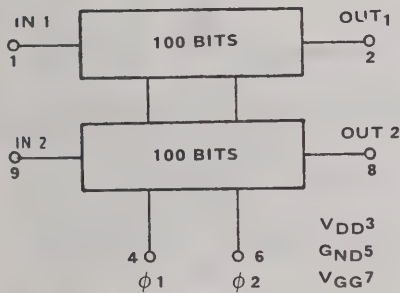 IN 1
OUT1
100 BITS
1
2
IN 2
OUT 2
100 BITS
9
8
VDD3
4
6
GND5
φ1
φ2
VGG7